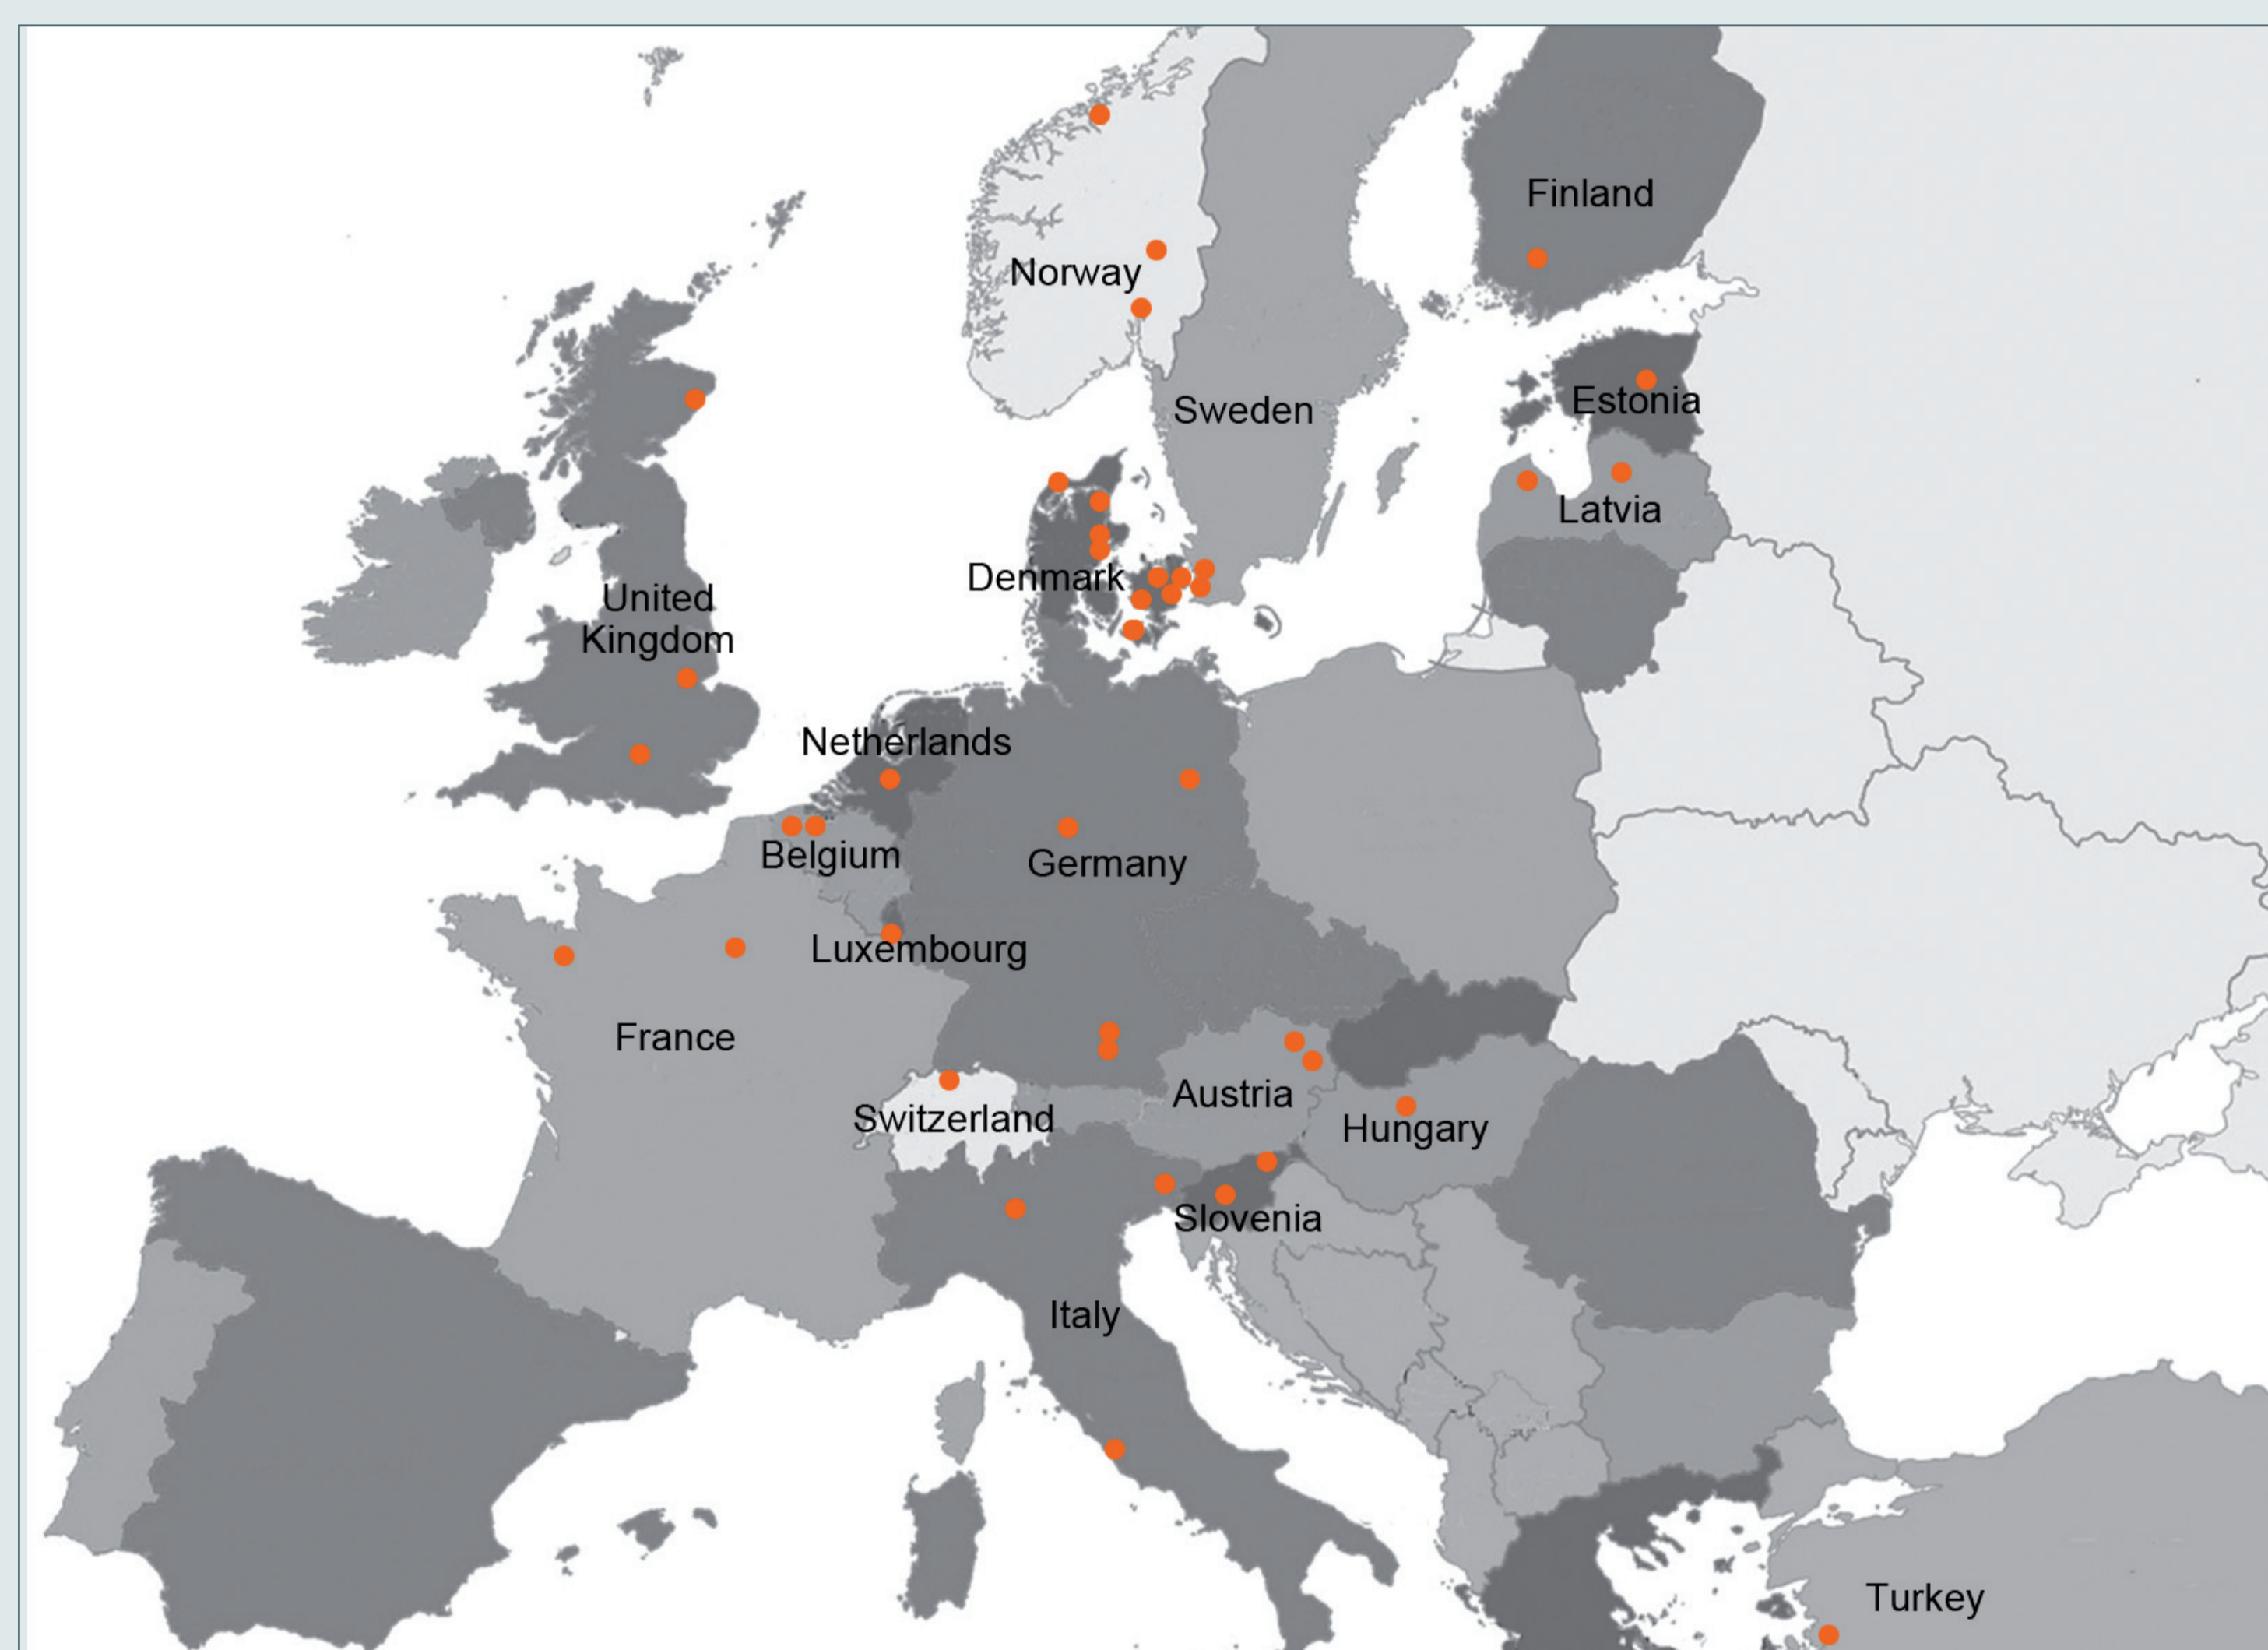 Finland
Norway
Estonia
Sweden
Latvia
Denmark
United
Kingdom
Netherlands
Belgium
Germany
Luxembourg
France
Austria
Switzerland
Hungary
Slovenia
Italy
Turkey